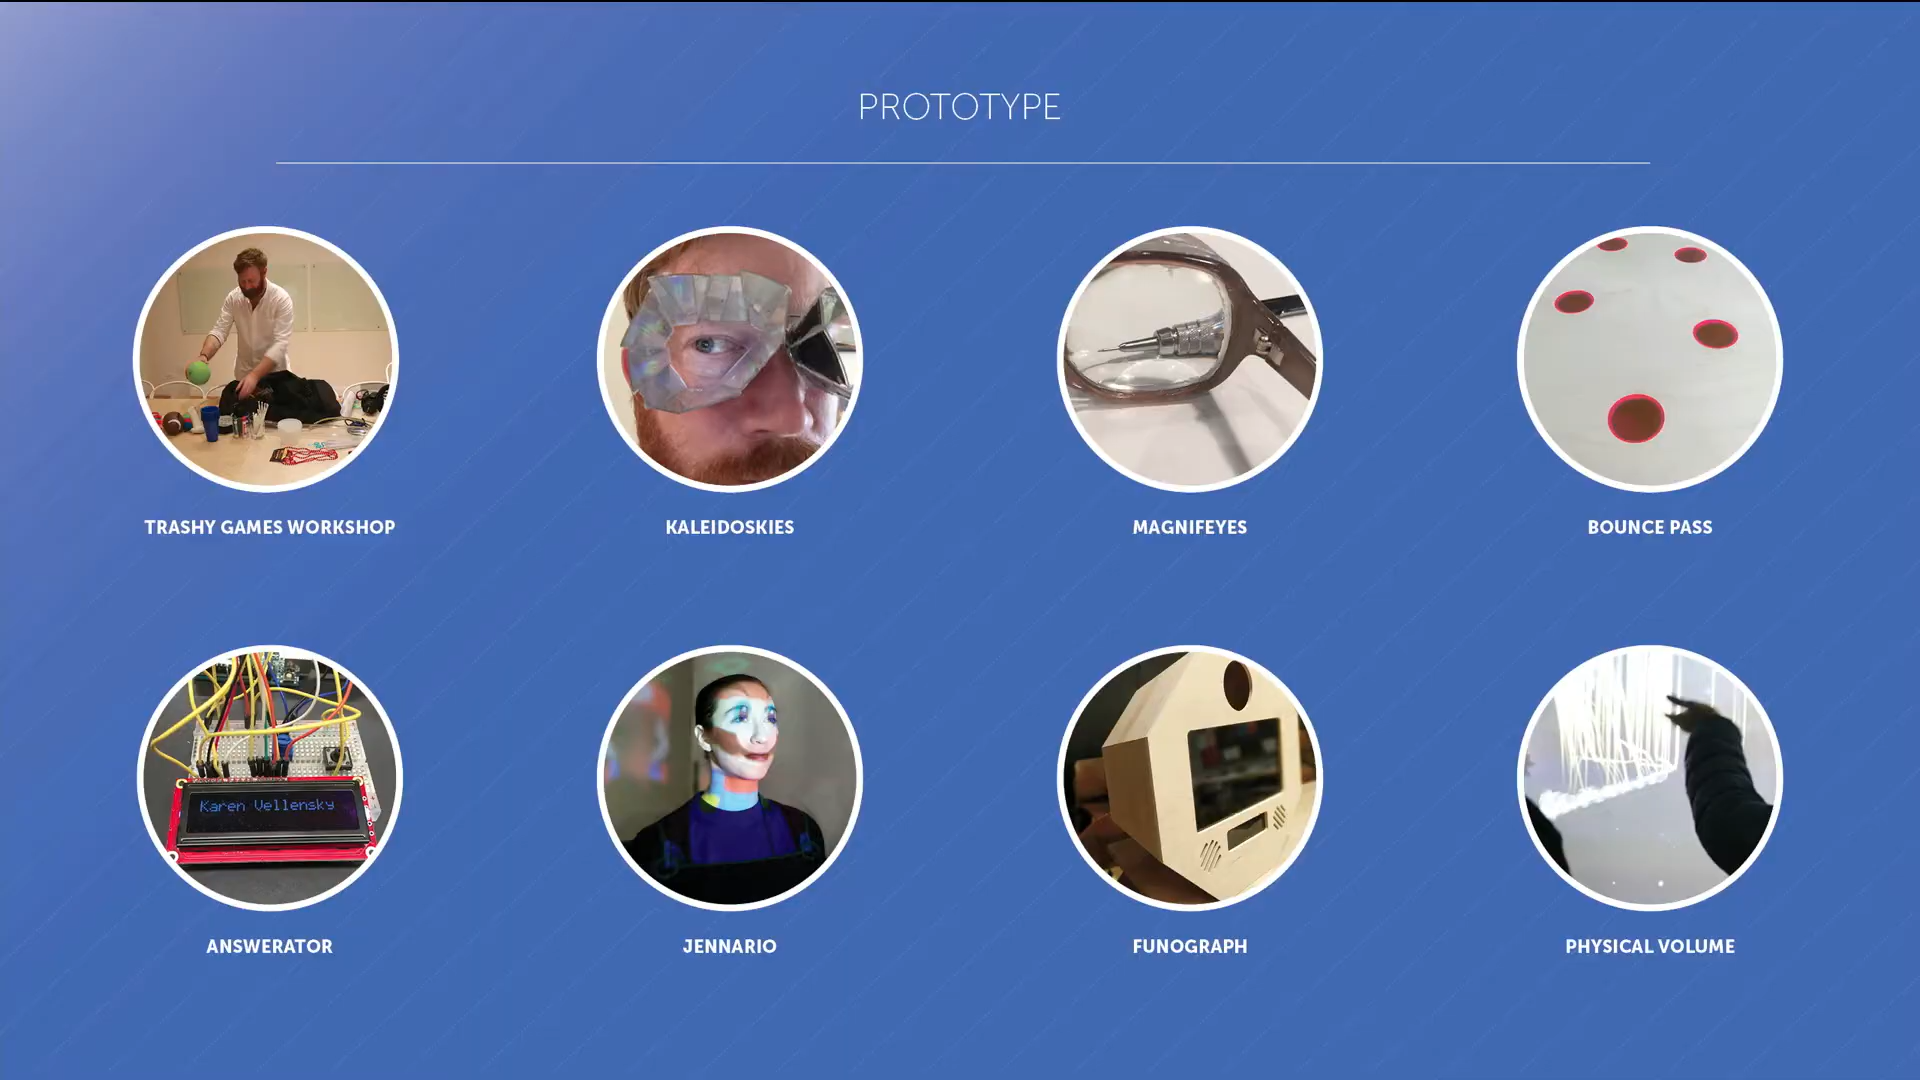 PROTOTYPE
TRASHY GAMES WORKSHOP
KALEIDOSKIES
MAGNIFEYES
BOUNCE PASS
Karen Vellensky
ANSWERATOR
JENNARIO
FUNOGRAPH
PHYSICAL VOLUME